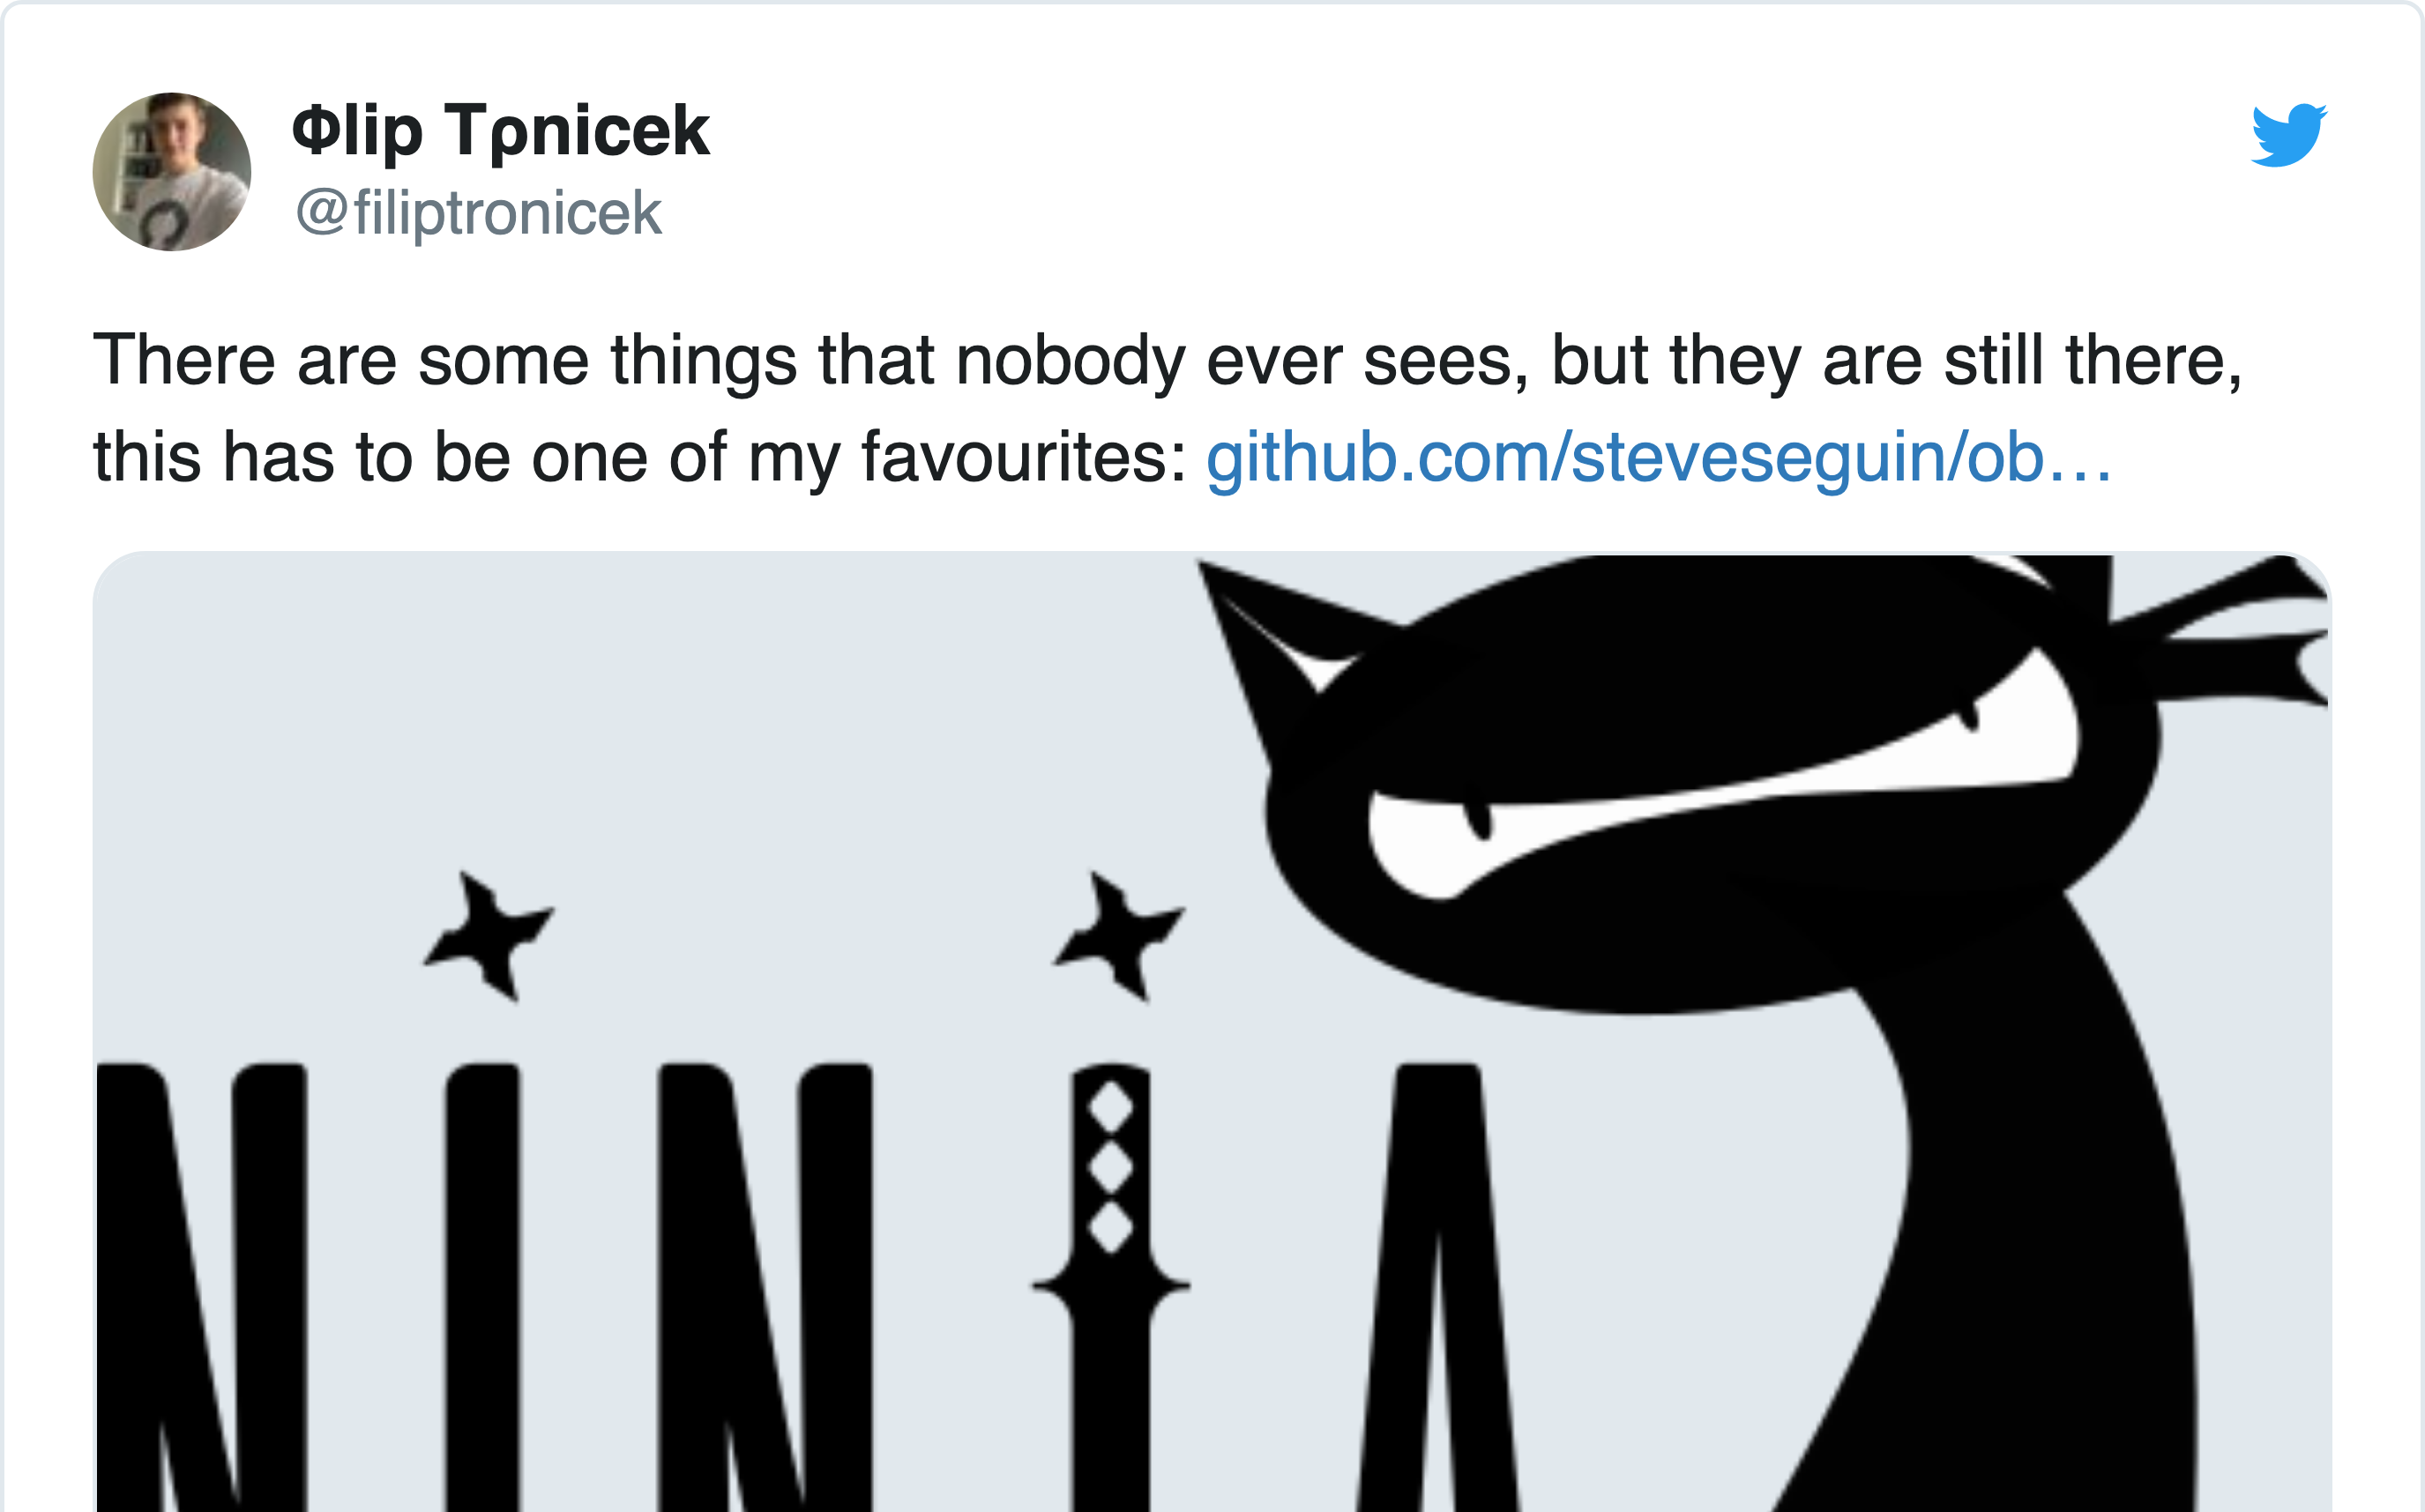 Φlip Tρnicek
@filiptronicek
There are some things that nobody ever sees, but they are still there,
this has to be one of my favourites: github.com/steveseguin/ob…
NINJA